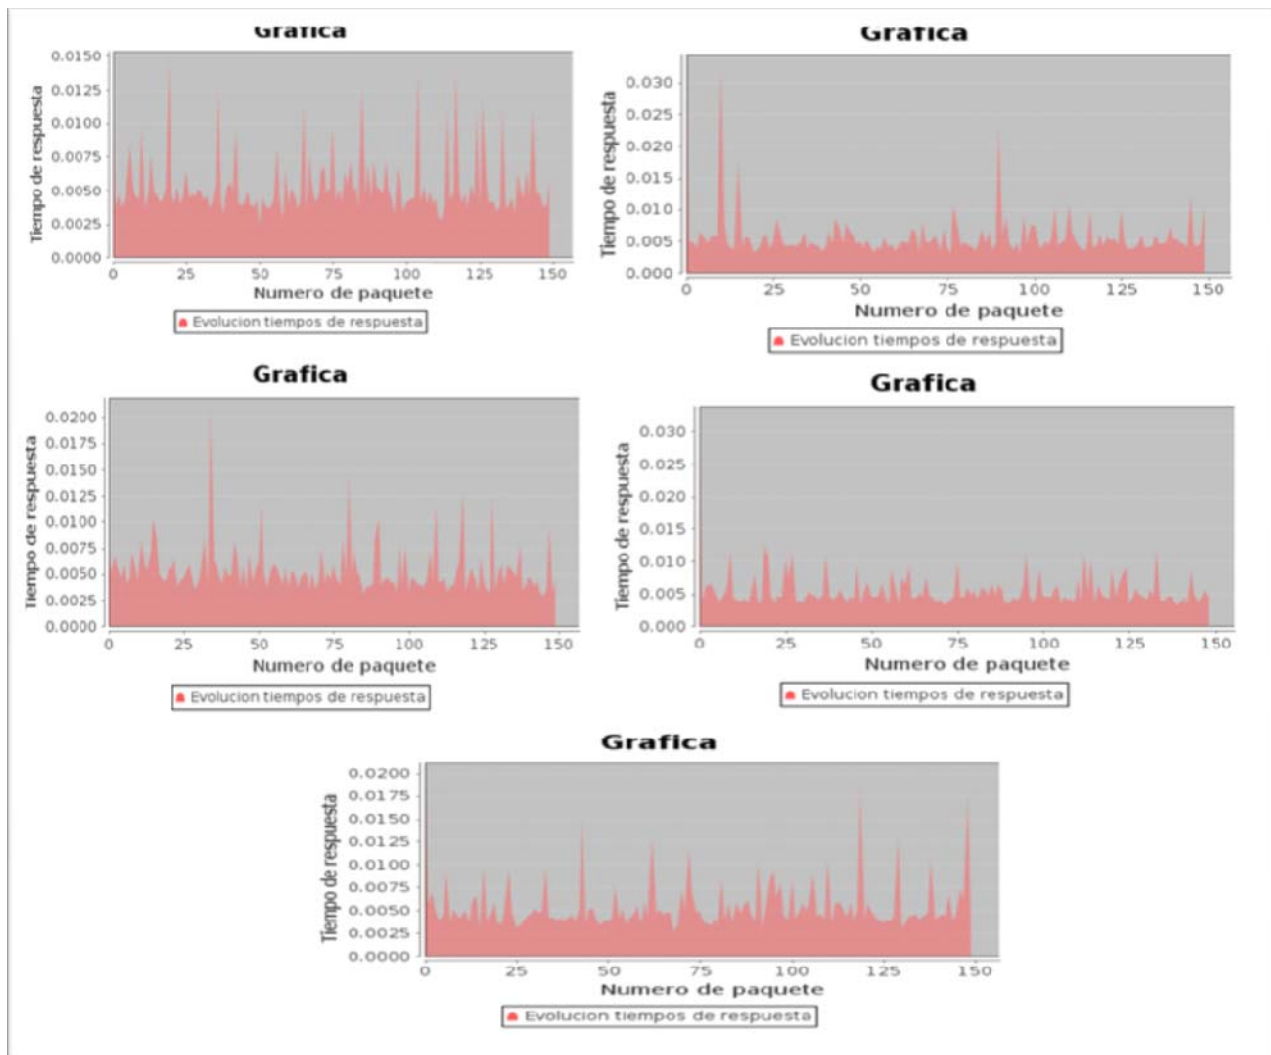 Grafica
Tiempo de respuesta
0.0150
0.0125
0.0100
0.0075
0.0050
0.0025
0.0000
0 25 50 75 100 125 150
Numero de paquete
Evolucion tiempos de respuesta
Grafica
Tiempo de respuesta
0.030
0.025
0.020
0.015
0.010
0.005
0.000
0 25 50 75 100 125 150
Numero de paquete
Evolucion tiempos de respuesta
Grafica
Tiempo de respuesta
0.0200
0.0175
0.0150
0.0125
0.0100
0.0075
0.0050
0.0025
0.0000
0 25 50 75 100 125 150
Numero de paquete
Evolucion tiempos de respuesta
Grafica
Tiempo de respuesta
0.030
0.025
0.020
0.015
0.010
0.005
0.000
0 25 50 75 100 125 150
Numero de paquete
Evolucion tiempos de respuesta
Grafica
Tiempo de respuesta
0.0200
0.0175
0.0150
0.0125
0.0100
0.0075
0.0050
0.0025
0.0000
0 25 50 75 100 125 150
Numero de paquete
Evolucion tiempos de respuesta